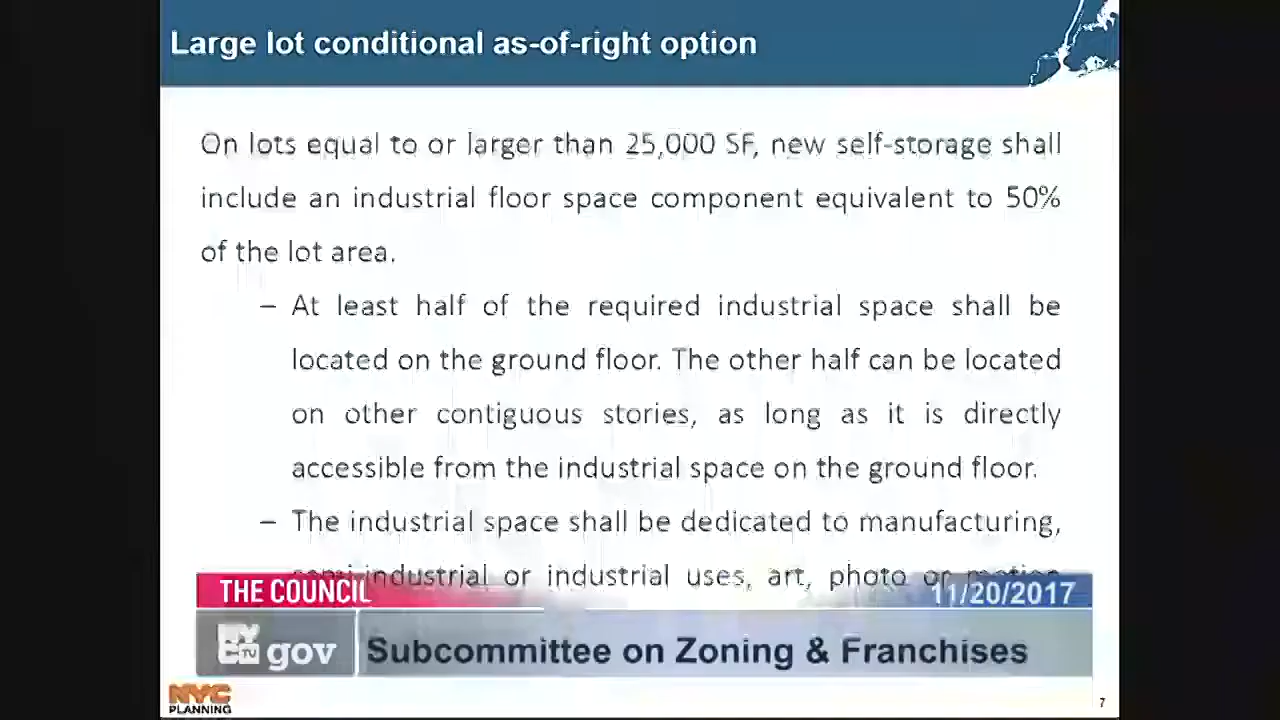 Large lot conditional as-of-right option
On lots equal to or larger than 25,000 SF, new self-storage shall
include an industrial floor space component equivalent to 50%
of the lot area.
– At least half of the required industrial space shall be
located on the ground floor. The other half can be located
on other contiguous stories, as long as it is directly
accessible from the industrial space on the ground floor.
– The industrial space shall be dedicated to manufacturing,
semi-industrial or industrial uses, art, photo or motion
THE COUNCIL
11/20/2017
NYC TV gov
Subcommittee on Zoning & Franchises
NYC
PLANNING
7